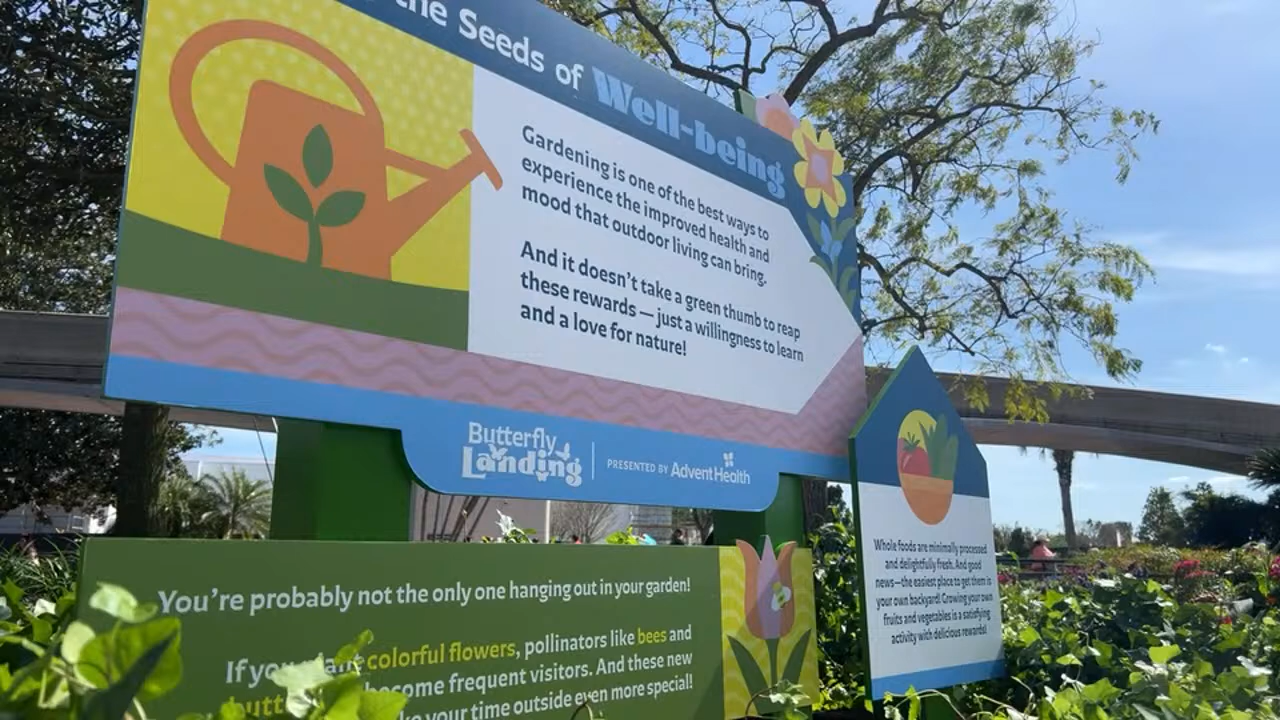 the Seeds of Well-being
Gardening is one of the best ways to
experience the improved health and
mood that outdoor living can bring.
And it doesn't take a green thumb to reap
these rewards — just a willingness to learn
and a love for nature!
Butterfly
Landing
PRESENTED BY AdventHealth
You're probably not the only one hanging out in your garden!
If you colorful flowers, pollinators like bees and
become frequent visitors. And these new
your time outside even more special!
Whole foods are minimally processed
and delightfully fresh. And good
news—the easiest place to get them is
your own backyard! Growing your own
fruits and vegetables is a satisfying
activity with delicious rewards!